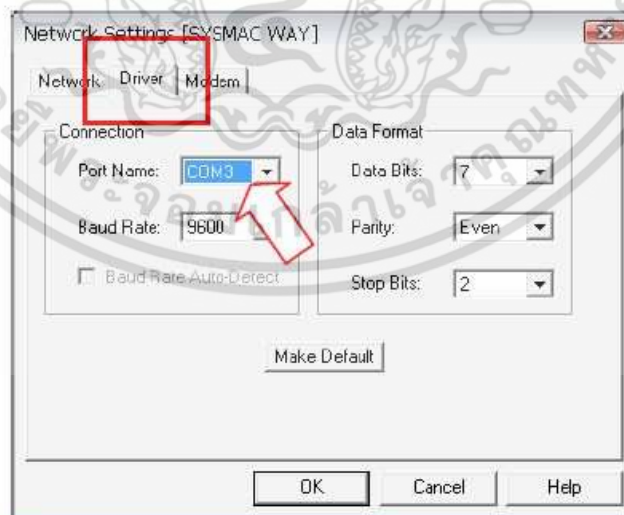 Network Settings [SYSMAC WAY]
Network Driver Modem
Connection
Port Name: COM3
Baud Rate: 9600
Baud Rate Auto-Detect
Data Format
Data Bits: 7
Parity: Even
Stop Bits: 2
Make Default
OK Cancel Help